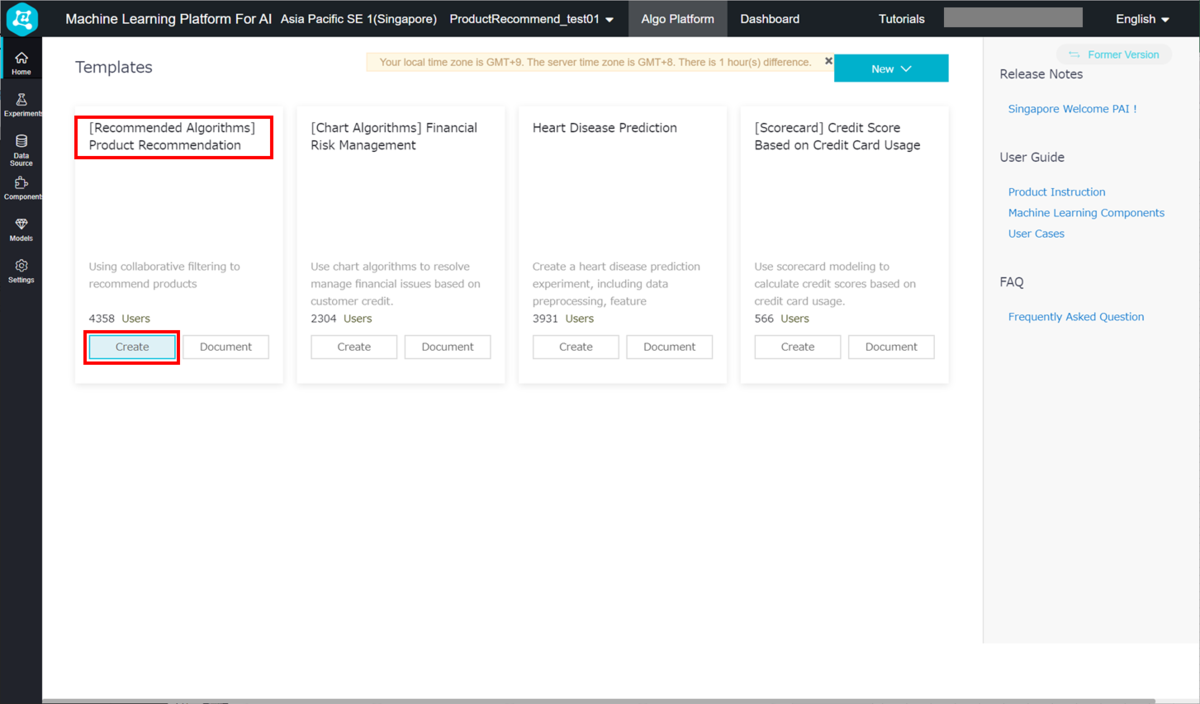 Machine Learning Platform For AI Asia Pacific SE 1(Singapore) ProductRecommend_test01 Algo Platform Dashboard Tutorials English
Home
Experiments
Data
Source
Component
Models
Settings
Templates
Your local time zone is GMT+9. The server time zone is GMT+8. There is 1 hour(s) difference.
New
[Recommended Algorithms]
Product Recommendation
Using collaborative filtering to
recommend products
4358 Users
Create Document
[Chart Algorithms] Financial
Risk Management
Use chart algorithms to resolve
manage financial issues based on
customer credit.
2304 Users
Create Document
Heart Disease Prediction
Create a heart disease prediction
experiment, including data
preprocessing, feature
3931 Users
Create Document
[Scorecard] Credit Score
Based on Credit Card Usage
Use scorecard modeling to
calculate credit scores based on
credit card usage.
566 Users
Create Document
Former Version
Release Notes
Singapore Welcome PAI !
User Guide
Product Instruction
Machine Learning Components
User Cases
FAQ
Frequently Asked Question